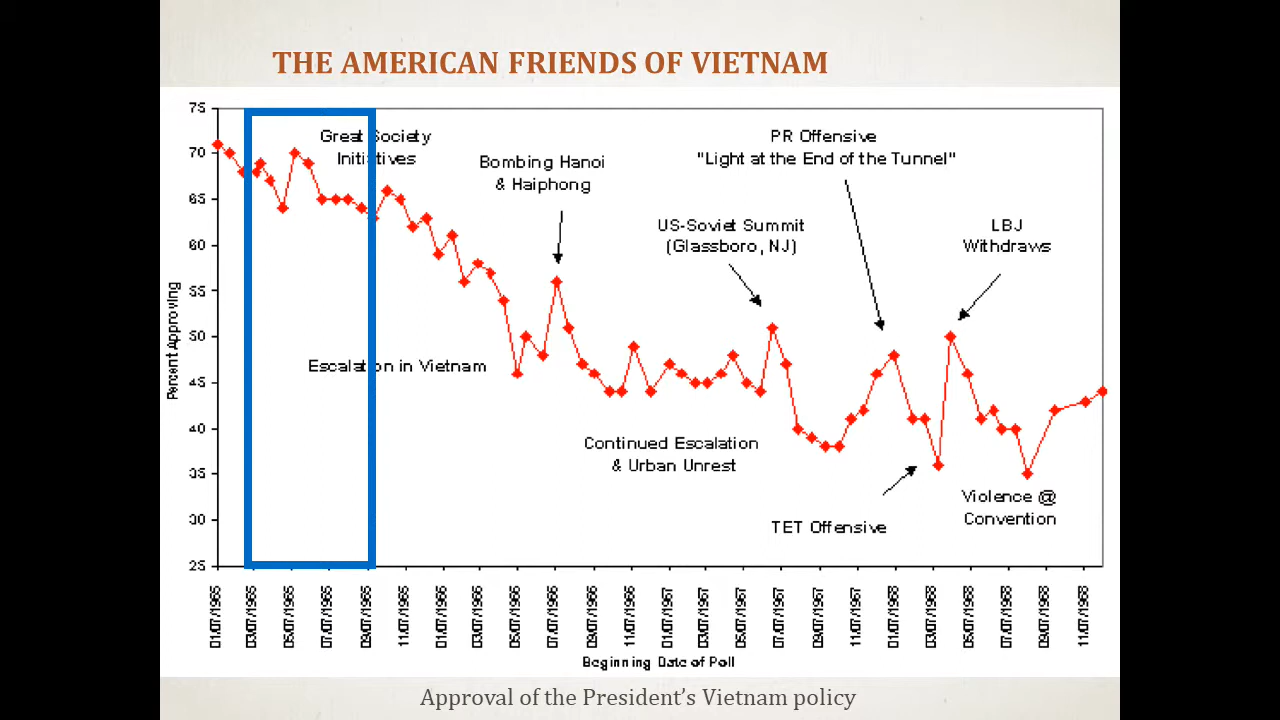 THE AMERICAN FRIENDS OF VIETNAM
75
70
65
60
55
50
45
40
35
30
25
Percent Approving
Great Society
Initiatives
Bombing Hanoi
& Haiphong
PR Offensive
"Light at the End of the Tunnel"
US-Soviet Summit
(Glassboro, NJ)
LBJ
Withdraws
Escalation in Vietnam
Continued Escalation
& Urban Unrest
TET Offensive
Violence @
Convention
01/07/1965
03/07/1965
05/07/1965
07/07/1965
09/07/1965
11/07/1965
01/07/1966
03/07/1966
05/07/1966
07/07/1966
09/07/1966
11/07/1966
01/07/1967
03/07/1967
05/07/1967
07/07/1967
09/07/1967
11/07/1967
01/07/1968
03/07/1968
05/07/1968
07/07/1968
09/07/1968
11/07/1968
Beginning Date of Poll
Approval of the President's Vietnam policy